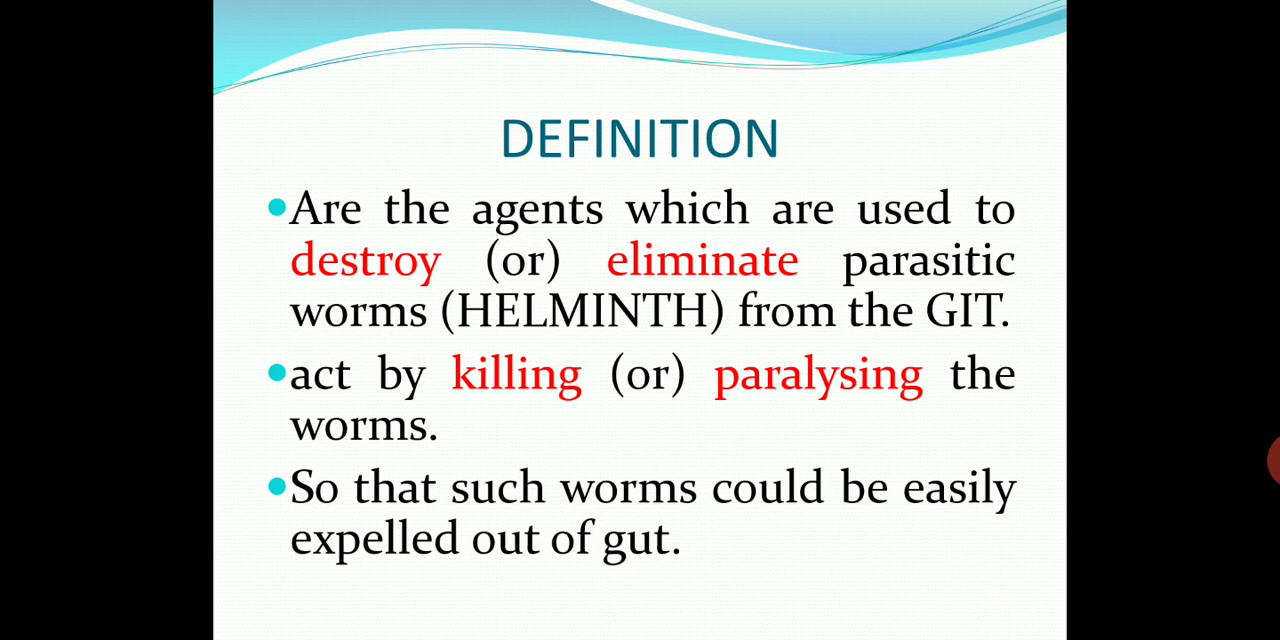 DEFINITION
Are the agents which are used to
destroy (or) eliminate parasitic
worms (HELMINTH) from the GIT.
act by killing (or) paralysing the
worms.
So that such worms could be easily
expelled out of gut.